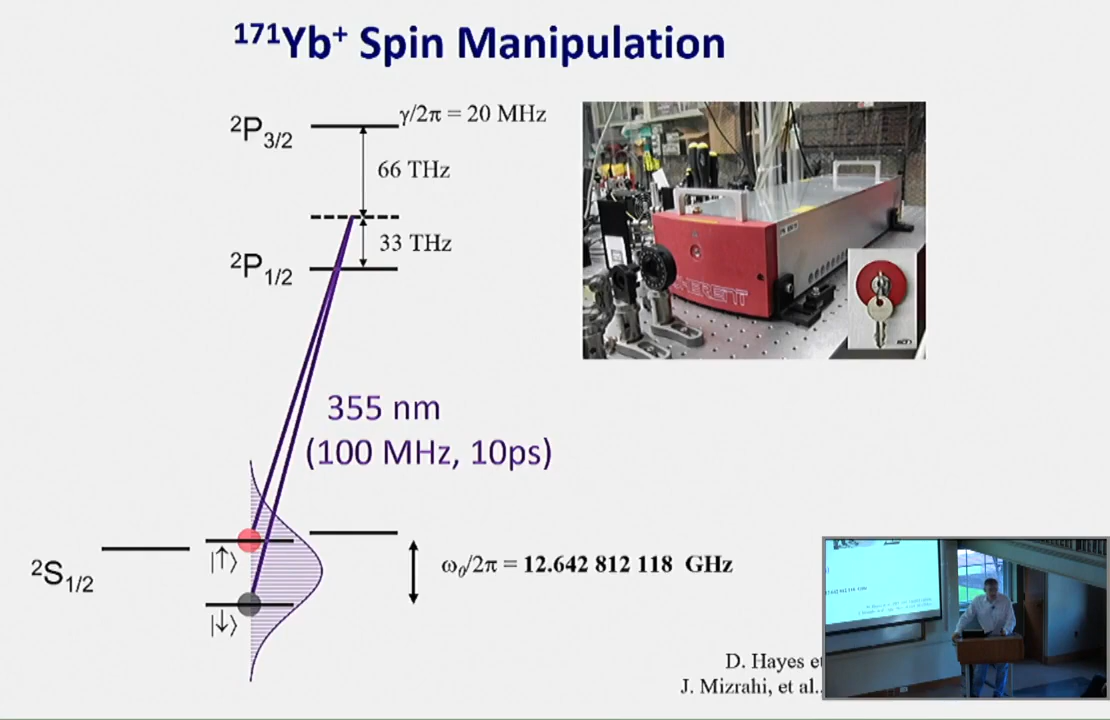 ¹⁷¹Yb⁺ Spin Manipulation
²P₃/₂
γ/2π = 20 MHz
66 THz
33 THz
²P₁/₂
COHERENT
355 nm
(100 MHz, 10ps)
²S₁/₂
|↑⟩
|↓⟩
ω₀/2π = 12.642 812 118 GHz
D. Hayes et
J. Mizrahi, et al.